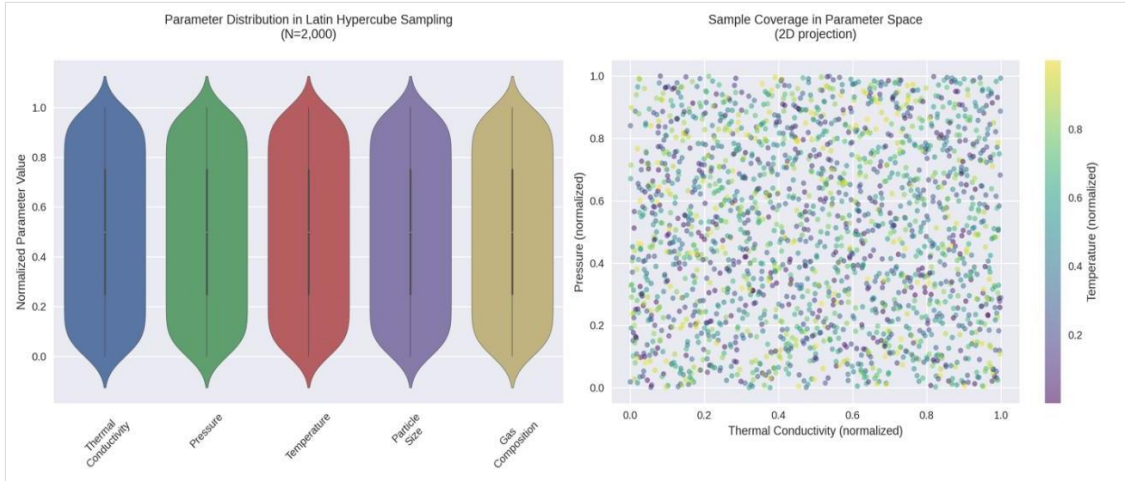 Parameter Distribution in Latin Hypercube Sampling
(N=2,000)
Normalized Parameter Value
1.0
0.8
0.6
0.4
0.2
0.0
Thermal
Conductivity
Pressure
Temperature
Particle
Size
Gas
Composition
Sample Coverage in Parameter Space
(2D projection)
Pressure (normalized)
1.0
0.8
0.6
0.4
0.2
0.0
0.0
0.2
0.4
0.6
0.8
1.0
Thermal Conductivity (normalized)
0.8
0.6
0.4
0.2
Temperature (normalized)